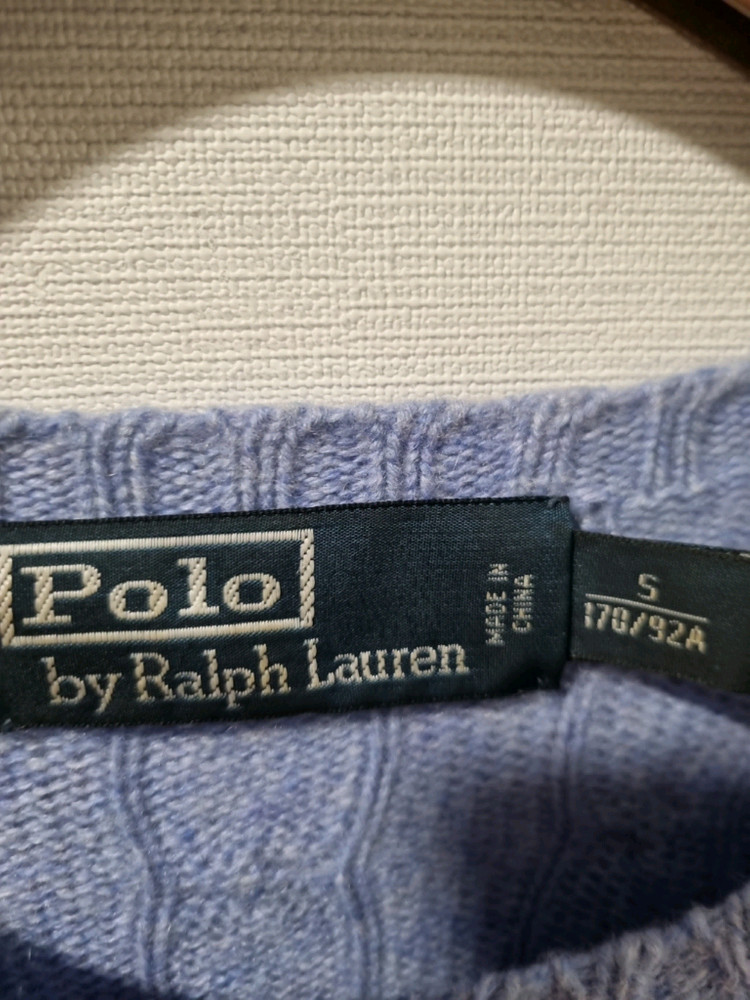 Polo
by Ralph Lauren
MADE IN
CHINA
S
170/92A